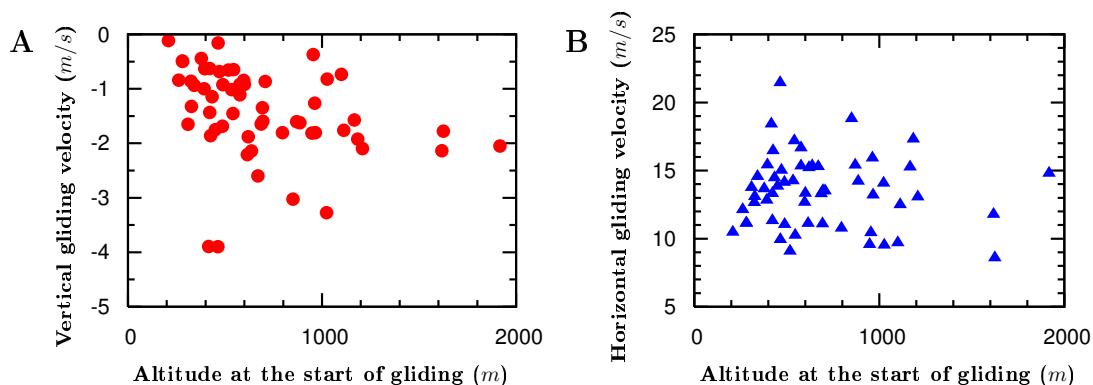 A
Vertical gliding velocity (m/s)
0
-1
-2
-3
-4
-5
0
1000
2000
Altitude at the start of gliding (m)
B
Horizontal gliding velocity (m/s)
25
20
15
10
5
0
1000
2000
Altitude at the start of gliding (m)